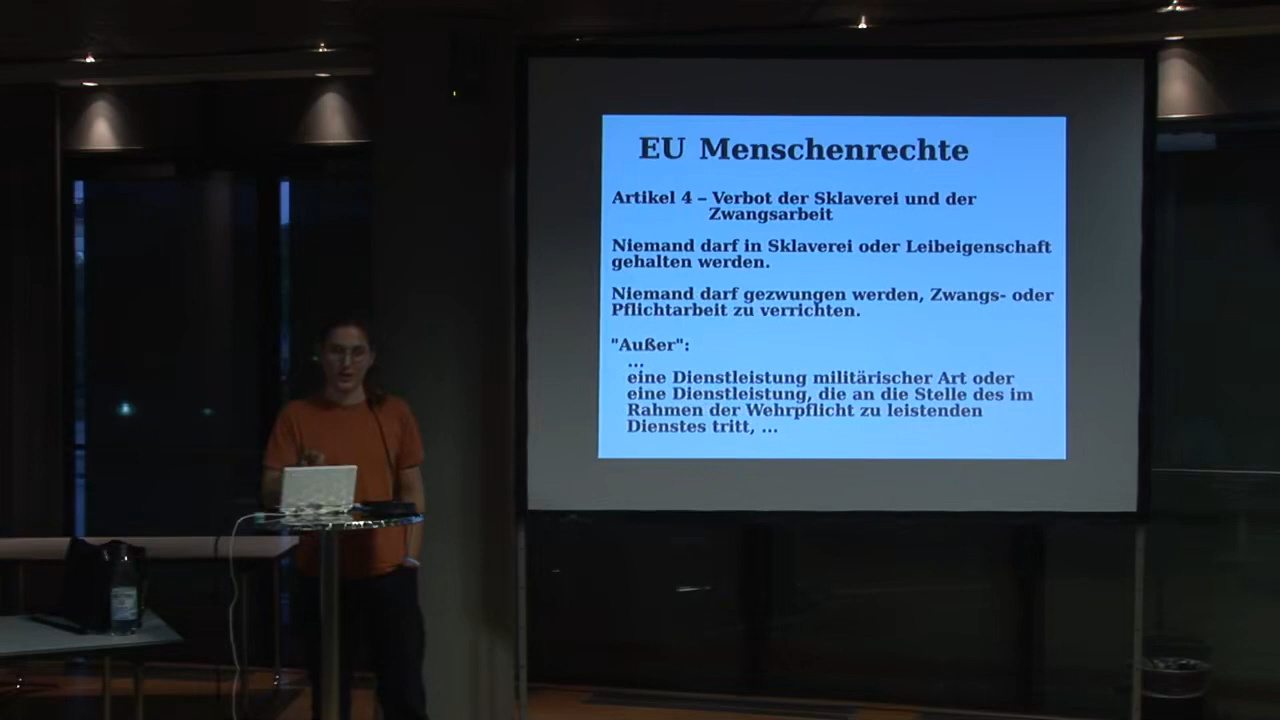 EU Menschenrechte
Artikel 4 – Verbot der Sklaverei und der
Zwangsarbeit
Niemand darf in Sklaverei oder Leibeigenschaft
gehalten werden.
Niemand darf gezwungen werden, Zwangs- oder
Pflichtarbeit zu verrichten.
"Außer":
...
eine Dienstleistung militärischer Art oder
eine Dienstleistung, die an die Stelle des im
Rahmen der Wehrpflicht zu leistenden
Dienstes tritt, ...